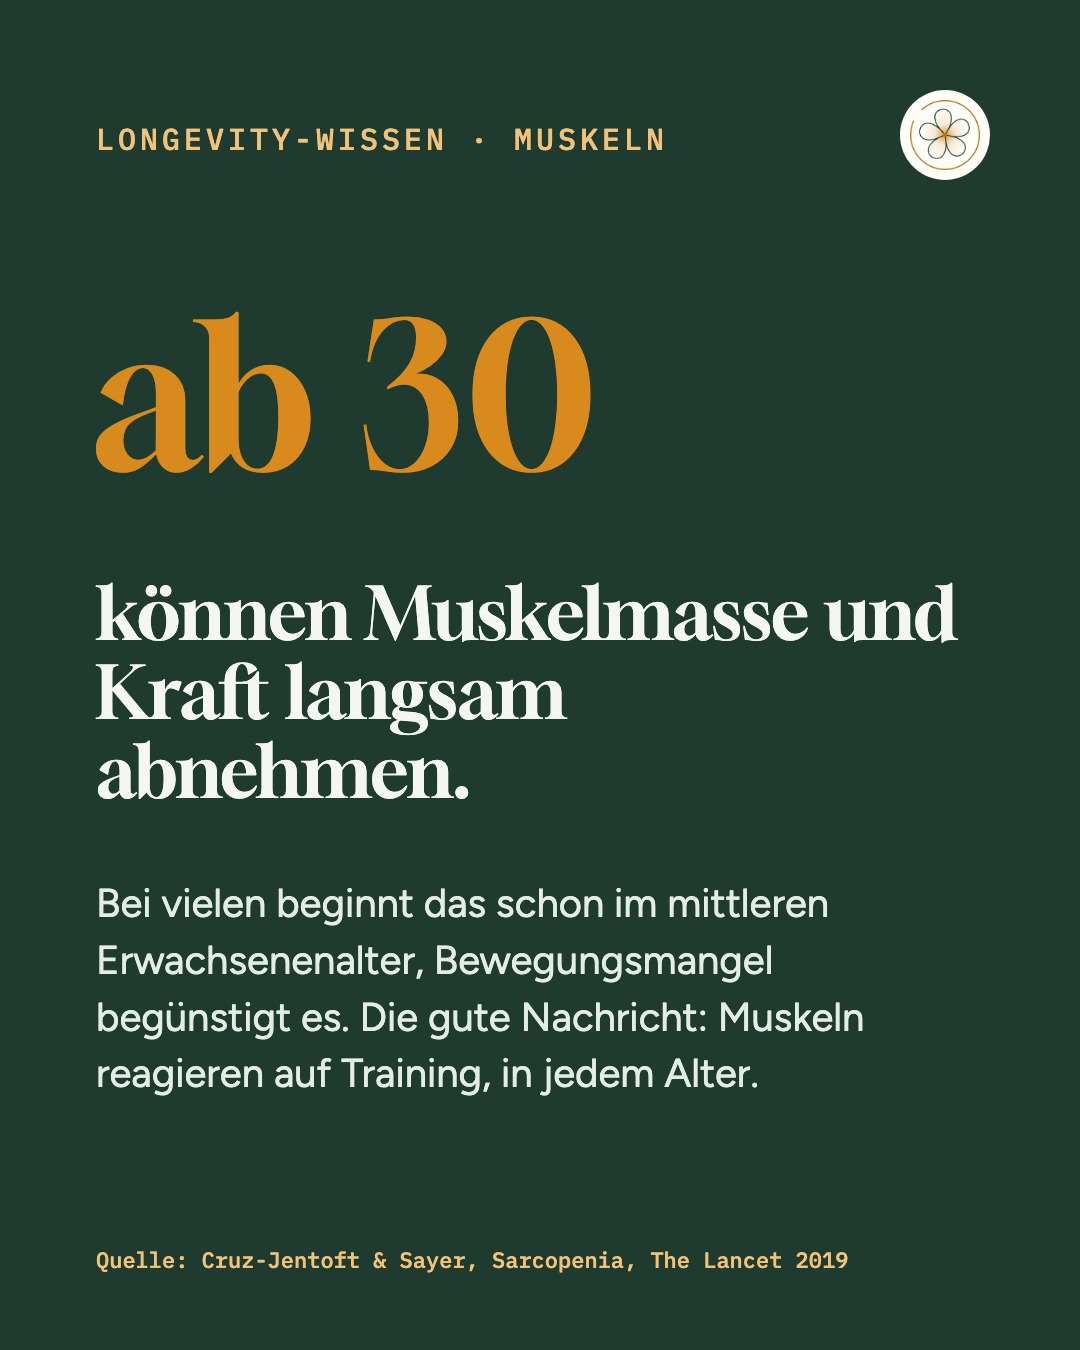 LONGEVITY-WISSEN · MUSKELN
ab 30
können Muskelmasse und
Kraft langsam
abnehmen.
Bei vielen beginnt das schon im mittleren
Erwachsenenalter, Bewegungsmangel
begünstigt es. Die gute Nachricht: Muskeln
reagieren auf Training, in jedem Alter.
Quelle: Cruz-Jentoft & Sayer, Sarcopenia, The Lancet 2019